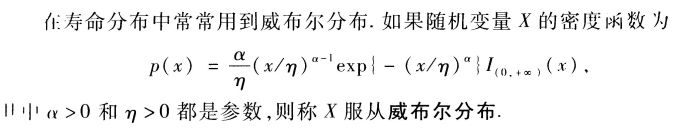 在寿命分布中常常用到威布尔分布. 如果随机变量 X 的密度函数为
p(x) = α/η (x/η)^{α-1} exp{ - (x/η)^α } I_{(0,+∞)}(x),
其中 α>0 和 η>0 都是参数,则称 X 服从威布尔分布.